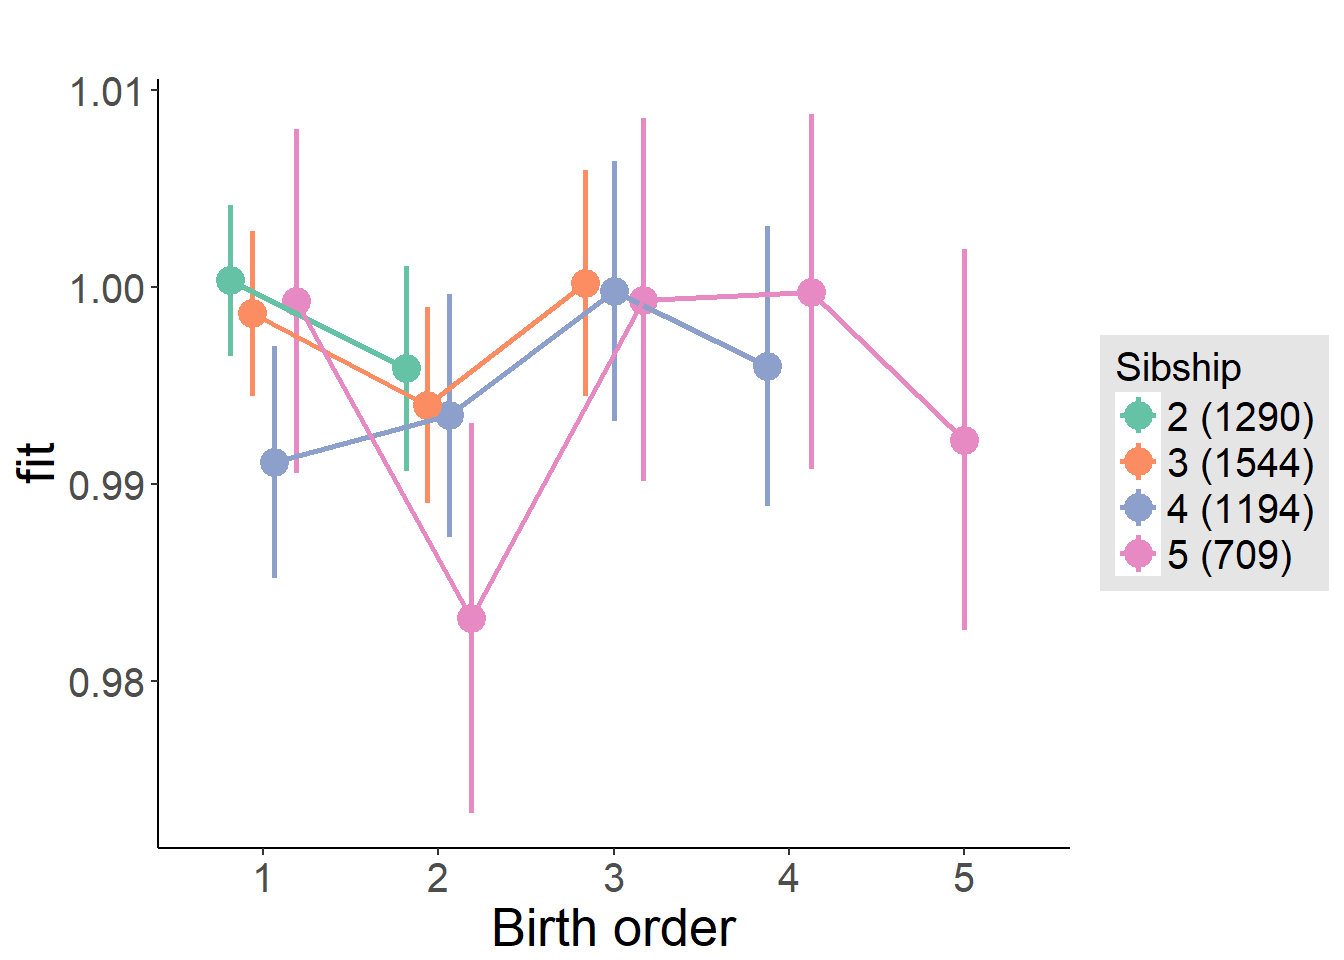 1.01
1.00
0.99
0.98
fit
1 2 3 4 5
Birth order
Sibship
2 (1290)
3 (1544)
4 (1194)
5 (709)